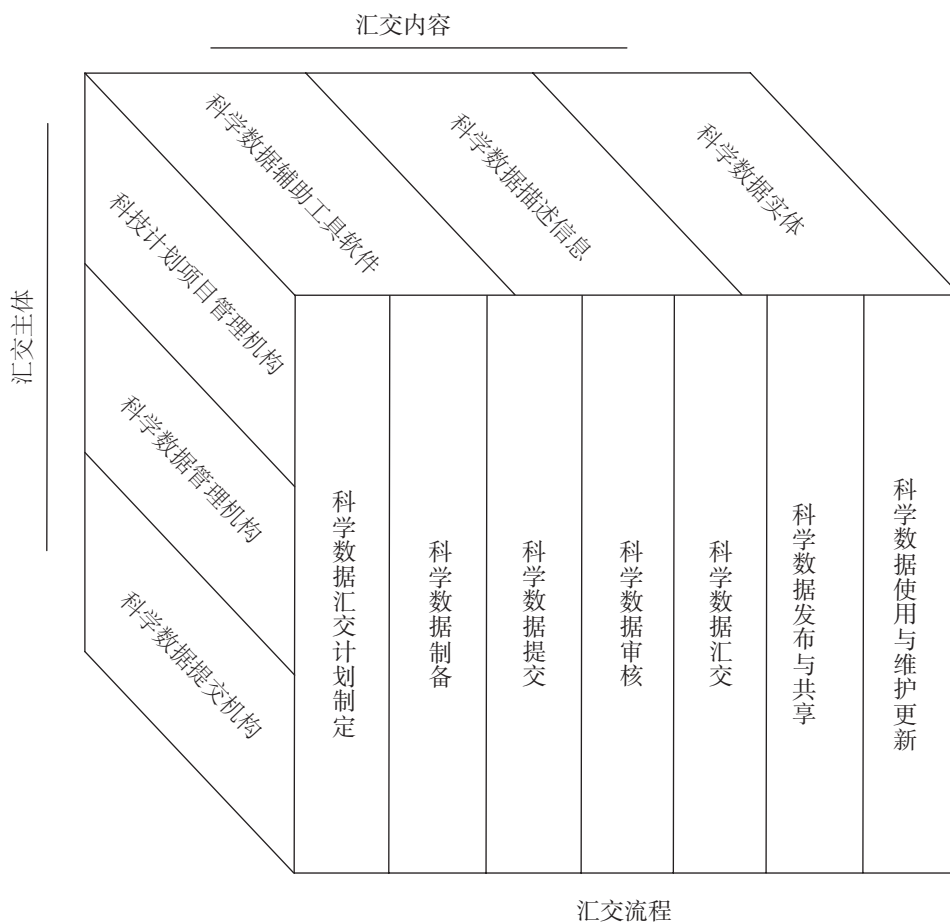 汇交内容
科学数据辅助工具软件
科学数据描述信息
科学数据实体
汇交主体
科技计划项目管理机构
科学数据管理机构
科学数据提交机构
科学数据汇交计划制定
科学数据制备
科学数据提交
科学数据审核
科学数据汇交
科学数据发布与共享
科学数据使用与维护更新
汇交流程